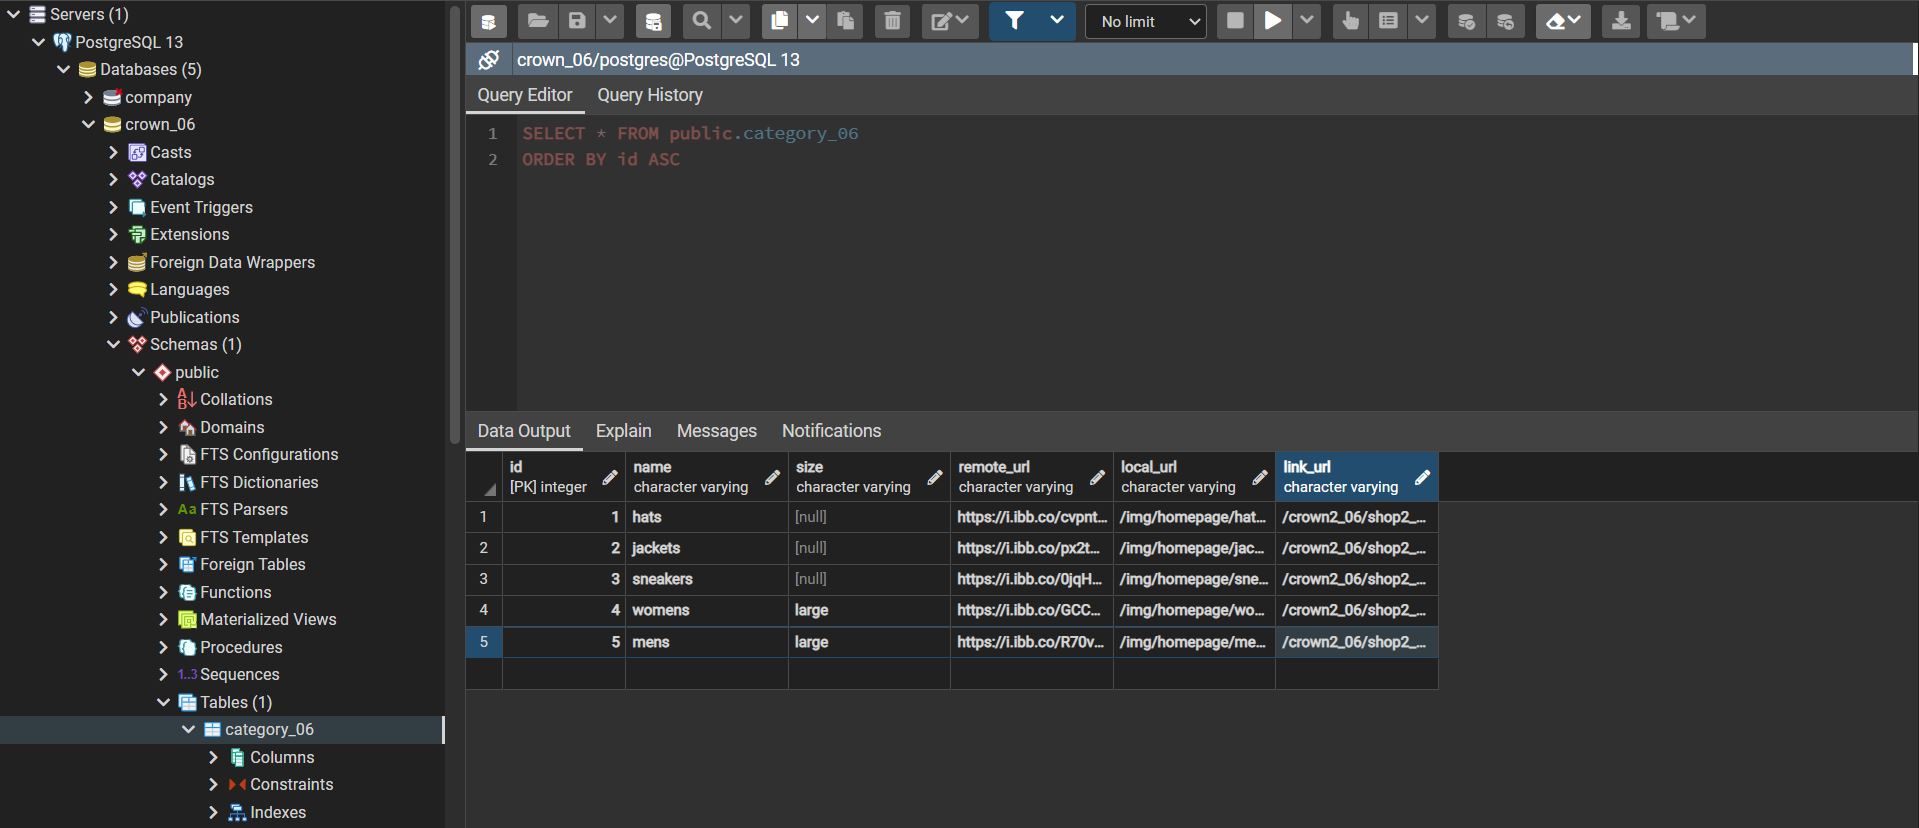 Servers (1)
PostgreSQL 13
Databases (5)
company
crown_06
Casts
Catalogs
Event Triggers
Extensions
Foreign Data Wrappers
Languages
Publications
Schemas (1)
public
Collations
Domains
FTS Configurations
FTS Dictionaries
FTS Parsers
FTS Templates
Foreign Tables
Functions
Materialized Views
Procedures
1..3 Sequences
Tables (1)
category_06
Columns
Constraints
Indexes
No limit
crown_06/postgres@PostgreSQL 13
Query Editor Query History
1 SELECT * FROM public.category_06
2 ORDER BY id ASC
Data Output Explain Messages Notifications
id name size remote_url local_url link_url
[PK] integer character varying character varying character varying character varying character varying
1 1 hats [null] https://i.ibb.co/cvpnt... /img/homepage/hat... /crown2_06/shop2_...
2 2 jackets [null] https://i.ibb.co/px2t... /img/homepage/jac... /crown2_06/shop2_...
3 3 sneakers [null] https://i.ibb.co/0jqH... /img/homepage/sne... /crown2_06/shop2_...
4 4 womens large https://i.ibb.co/GCC... /img/homepage/wo... /crown2_06/shop2_...
5 5 mens large https://i.ibb.co/R70v... /img/homepage/me... /crown2_06/shop2_...